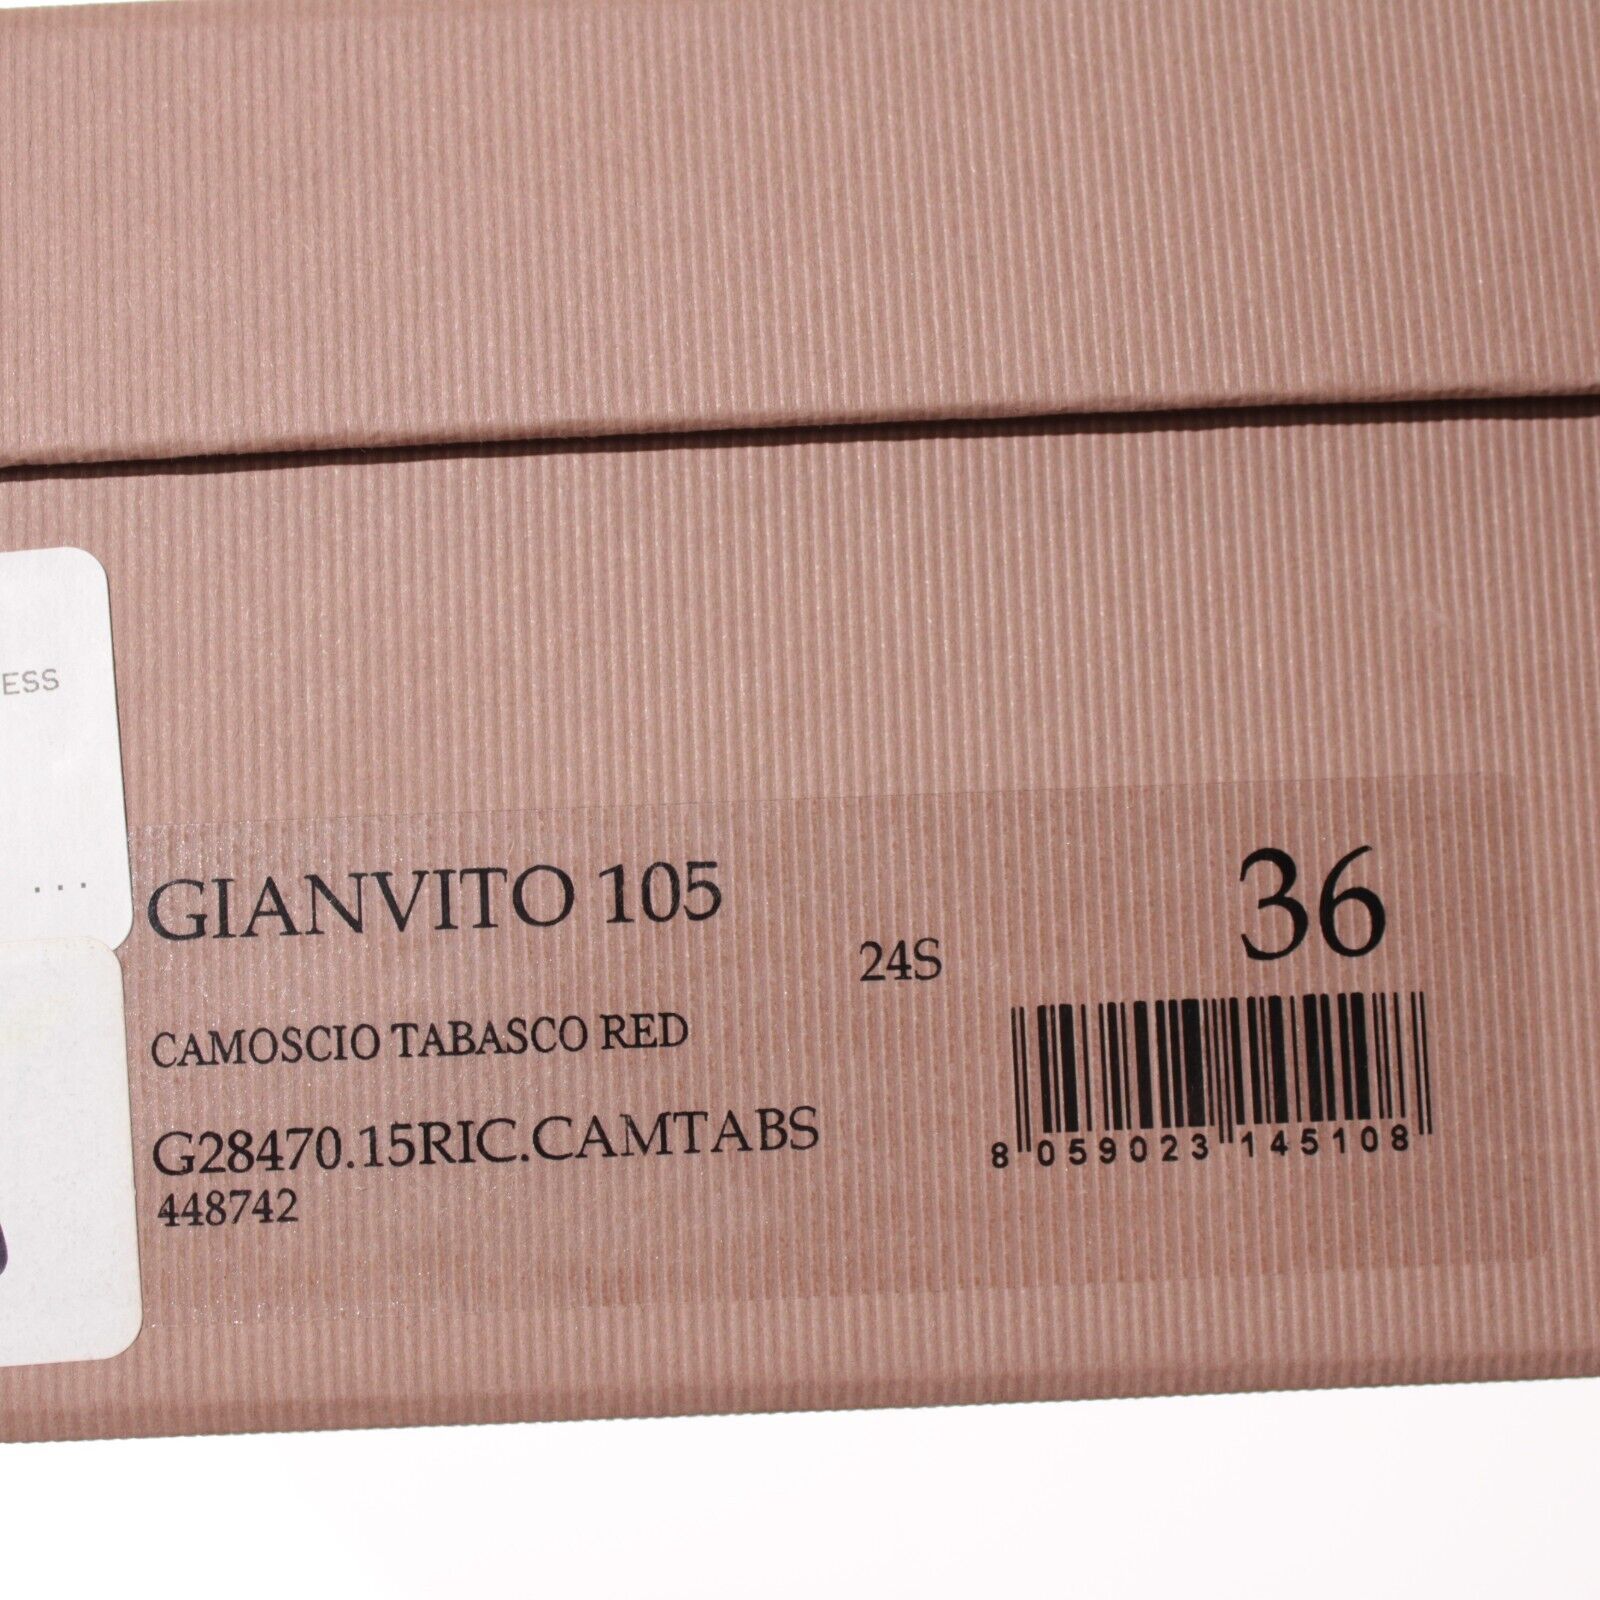 ESS
...
GIANVITO 105
36
24S
CAMOSCIO TABASCO RED
G28470.15RIC.CAMTABS
448742
8 059023 145108